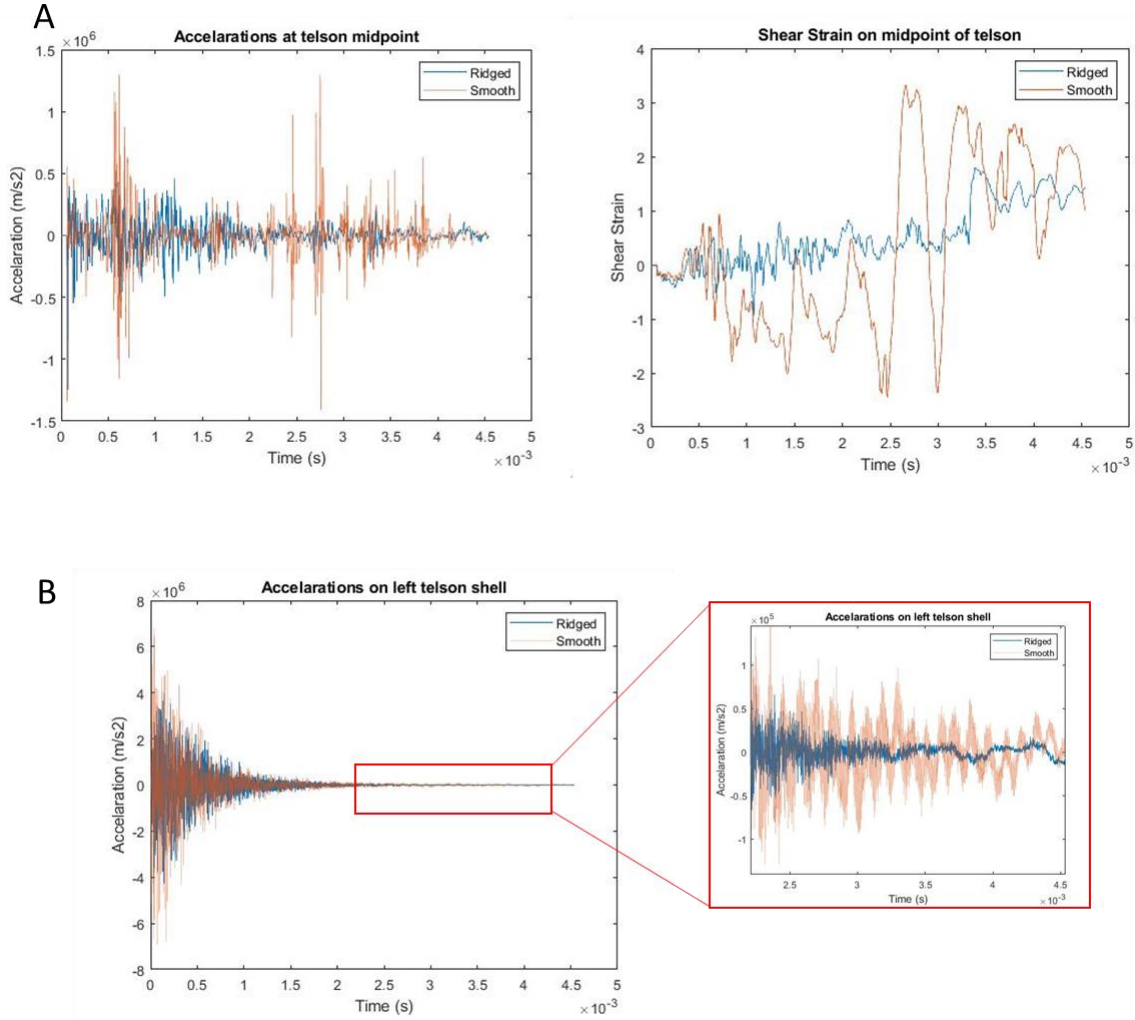 A
Accelarations at telson midpoint
×10^6
Ridged
Smooth
1.5
1
0.5
0
-0.5
-1
-1.5
Accelaration (m/s2)
0 0.5 1 1.5 2 2.5 3 3.5 4 4.5 5
Time (s)
×10^-3
Shear Strain on midpoint of telson
Ridged
Smooth
4
3
2
1
0
-1
-2
-3
Shear Strain
0 0.5 1 1.5 2 2.5 3 3.5 4 4.5 5
Time (s)
×10^-3
B
Accelarations on left telson shell
×10^6
Ridged
Smooth
8
6
4
2
0
-2
-4
-6
-8
Accelaration (m/s2)
0 0.5 1 1.5 2 2.5 3 3.5 4 4.5 5
Time (s)
×10^-3
Accelarations on left telson shell
×10^5
Ridged
Smooth
1
0.5
0
-0.5
-1
Accelaration (m/s2)
2.5 3 3.5 4 4.5
Time (s)
×10^-3